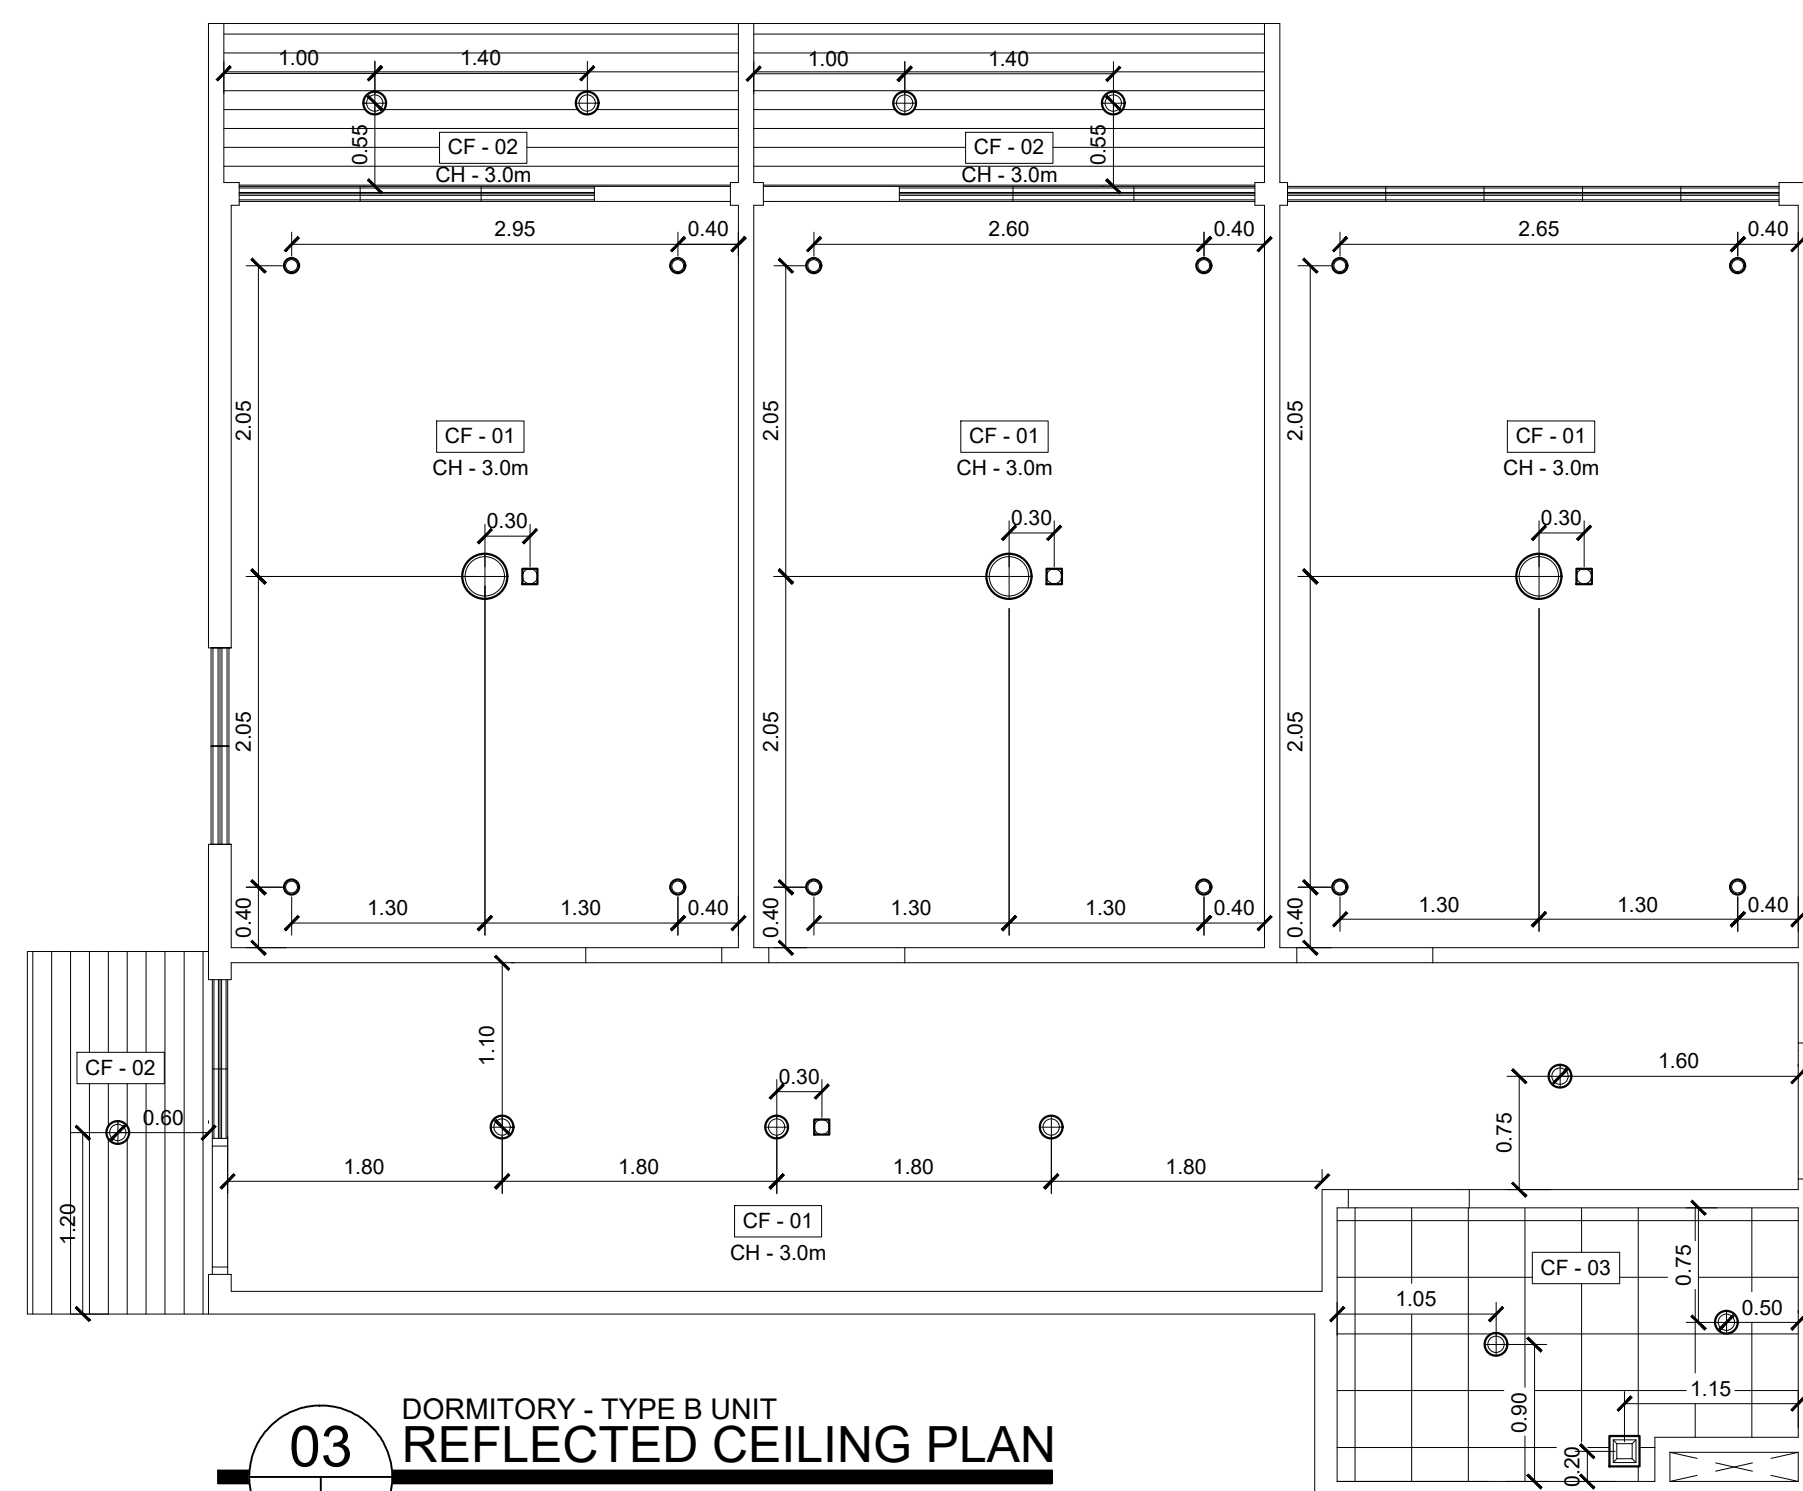 1.00 1.40 1.00 1.40
0.55 0.55
CF - 02 CF - 02
CH - 3.0m CH - 3.0m
2.95 0.40 2.60 0.40 2.65 0.40
2.05 2.05 2.05
CF - 01 CF - 01 CF - 01
CH - 3.0m CH - 3.0m CH - 3.0m
0.30 0.30 0.30
2.05 2.05 2.05
0.40 1.30 1.30 0.40 0.40 1.30 1.30 0.40 0.40 1.30 1.30 0.40
1.10
CF - 02 0.30 1.60
0.60 0.75
1.80 1.80 1.80 1.80
1.20
CF - 01
CH - 3.0m
CF - 03 0.75
1.05 0.50
1.15
0.90
0.20
DORMITORY - TYPE B UNIT
03 REFLECTED CEILING PLAN